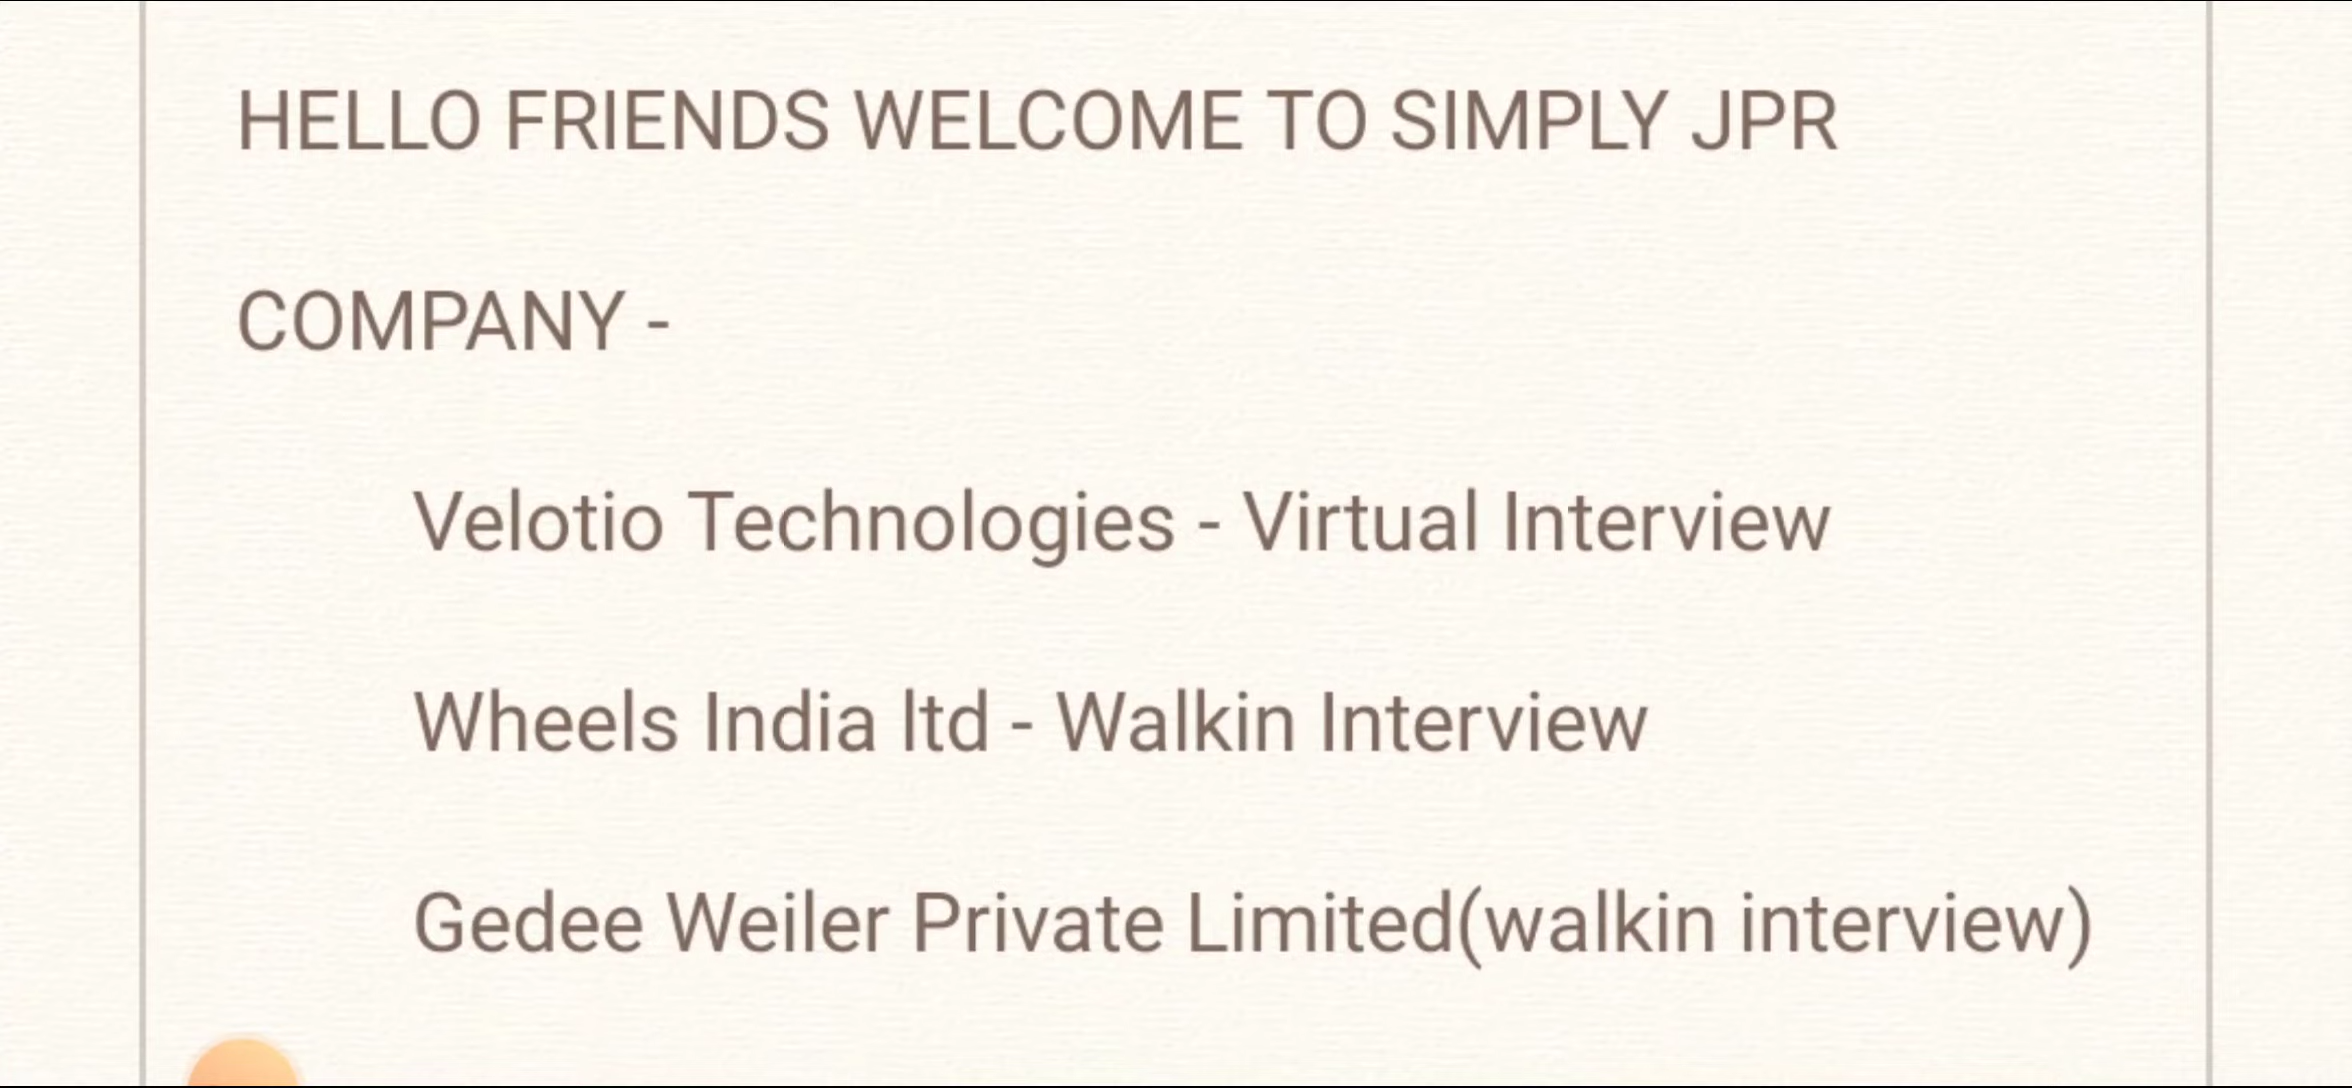 HELLO FRIENDS WELCOME TO SIMPLY JPR
COMPANY -
Velotio Technologies - Virtual Interview
Wheels India ltd - Walkin Interview
Gedee Weiler Private Limited(walkin interview)